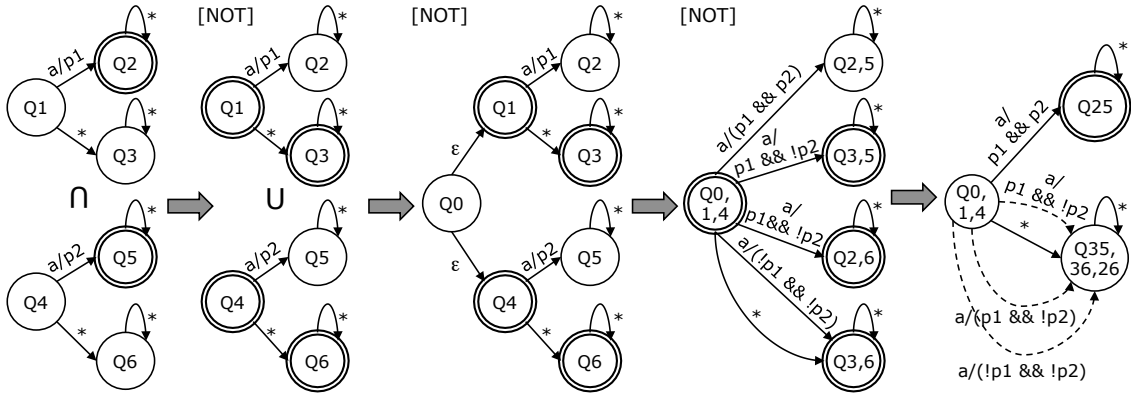 *
Q2
a/p1
Q1
*
*
Q3
∩
*
Q5
a/p2
Q4
*
*
Q6
[NOT]
*
Q2
a/p1
Q1
*
*
Q3
∪
*
Q5
a/p2
Q4
*
*
Q6
[NOT]
*
Q2
a/p1
Q1
*
*
Q3
ε
Q0
ε
*
Q5
a/p2
Q4
*
*
Q6
[NOT]
*
Q2,5
a/(p1 && p2)
*
a/
p1 && !p2
Q3,5
Q0,
1,4
*
a/
p1&& !p2
Q2,6
a/(!p1 && !p2)
*
*
Q3,6
*
Q25
a/
p1 && p2
Q0,
1,4
a/
p1 && !p2
*
*
Q35,
36,26
a/(p1 && !p2)
a/(!p1 && !p2)